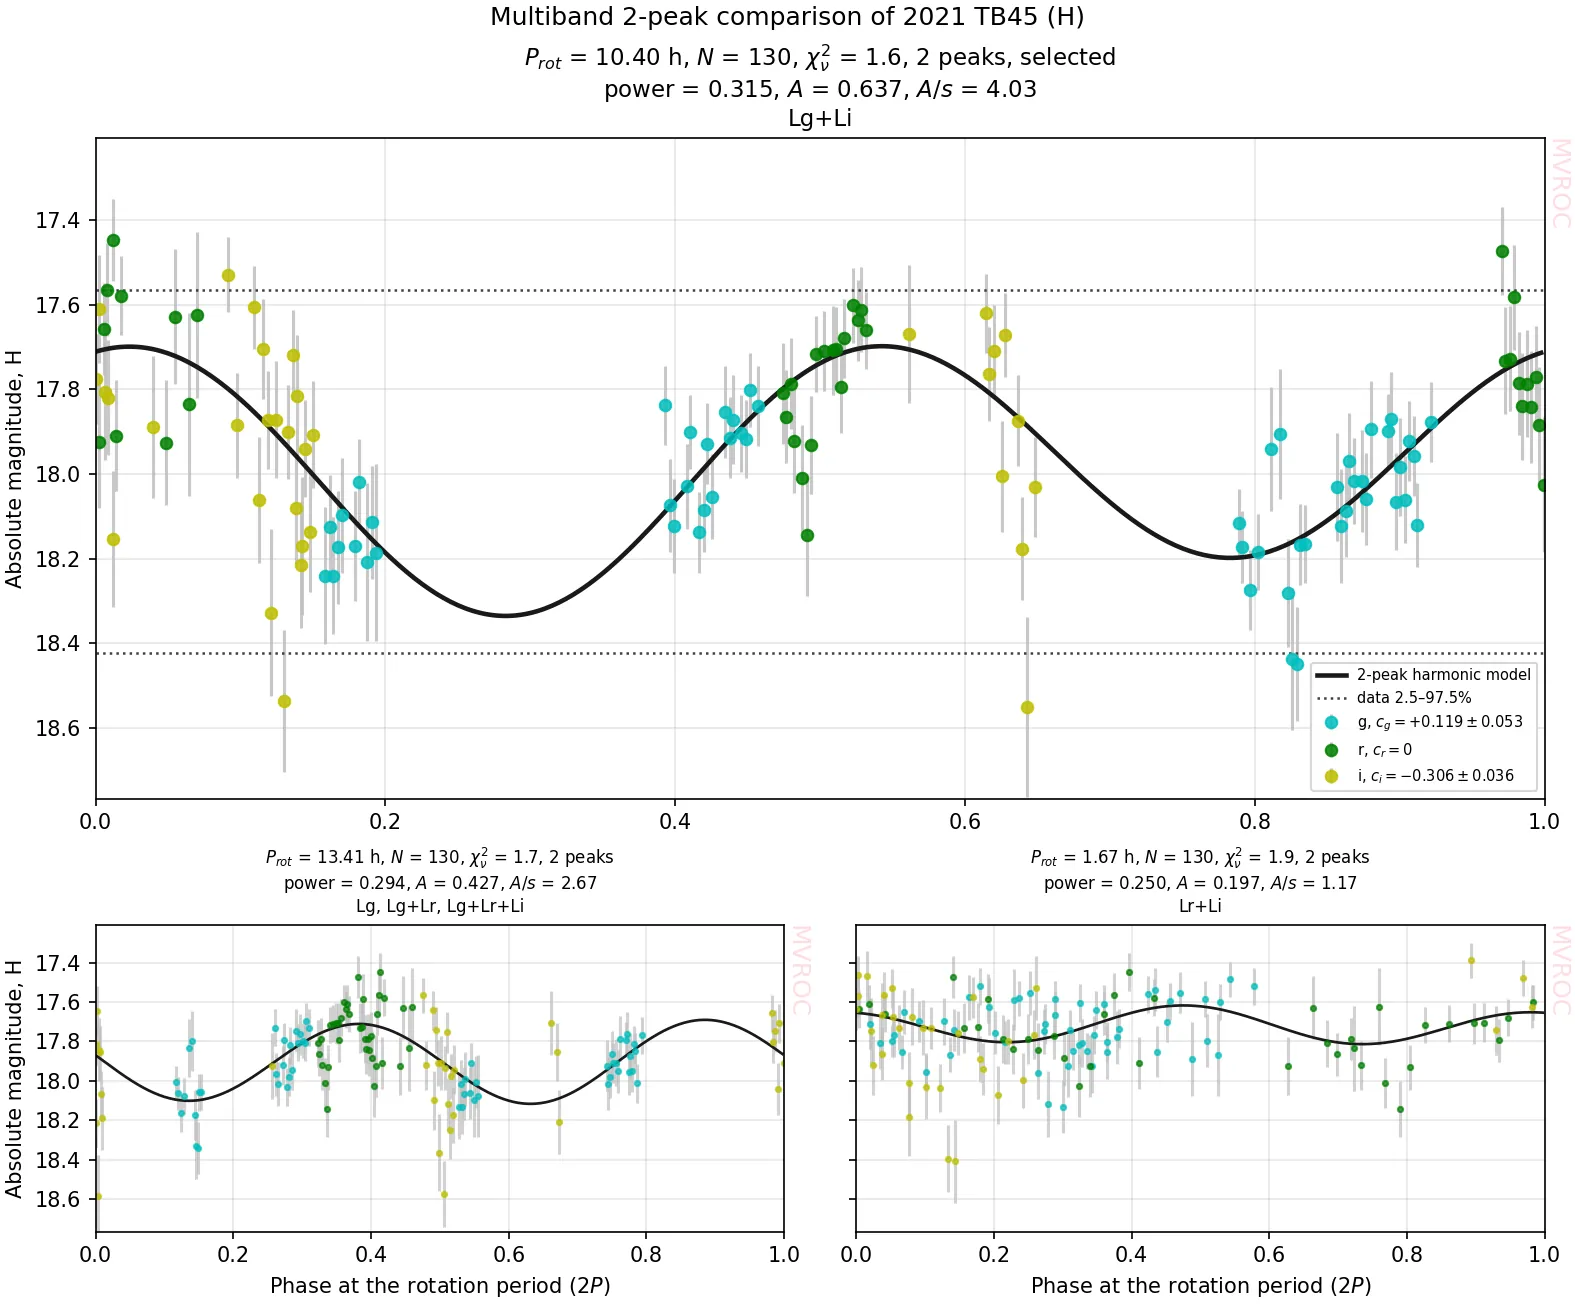 Multiband 2-peak comparison of 2021 TB45 (H)
P_rot = 10.40 h, N = 130, χ²_ν = 1.6, 2 peaks, selected
power = 0.315, A = 0.637, A/s = 4.03
Lg+Li
MVROC
Absolute magnitude, H
17.4
17.6
17.8
18.0
18.2
18.4
18.6
0.0 0.2 0.4 0.6 0.8 1.0
2-peak harmonic model
data 2.5–97.5%
g, c_g = +0.119 ± 0.053
r, c_r = 0
i, c_i = −0.306 ± 0.036
P_rot = 13.41 h, N = 130, χ²_ν = 1.7, 2 peaks
power = 0.294, A = 0.427, A/s = 2.67
Lg, Lg+Lr, Lg+Lr+Li
MVROC
Absolute magnitude, H
17.4
17.6
17.8
18.0
18.2
18.4
18.6
0.0 0.2 0.4 0.6 0.8 1.0
Phase at the rotation period (2P)
P_rot = 1.67 h, N = 130, χ²_ν = 1.9, 2 peaks
power = 0.250, A = 0.197, A/s = 1.17
Lr+Li
MVROC
0.0 0.2 0.4 0.6 0.8 1.0
Phase at the rotation period (2P)